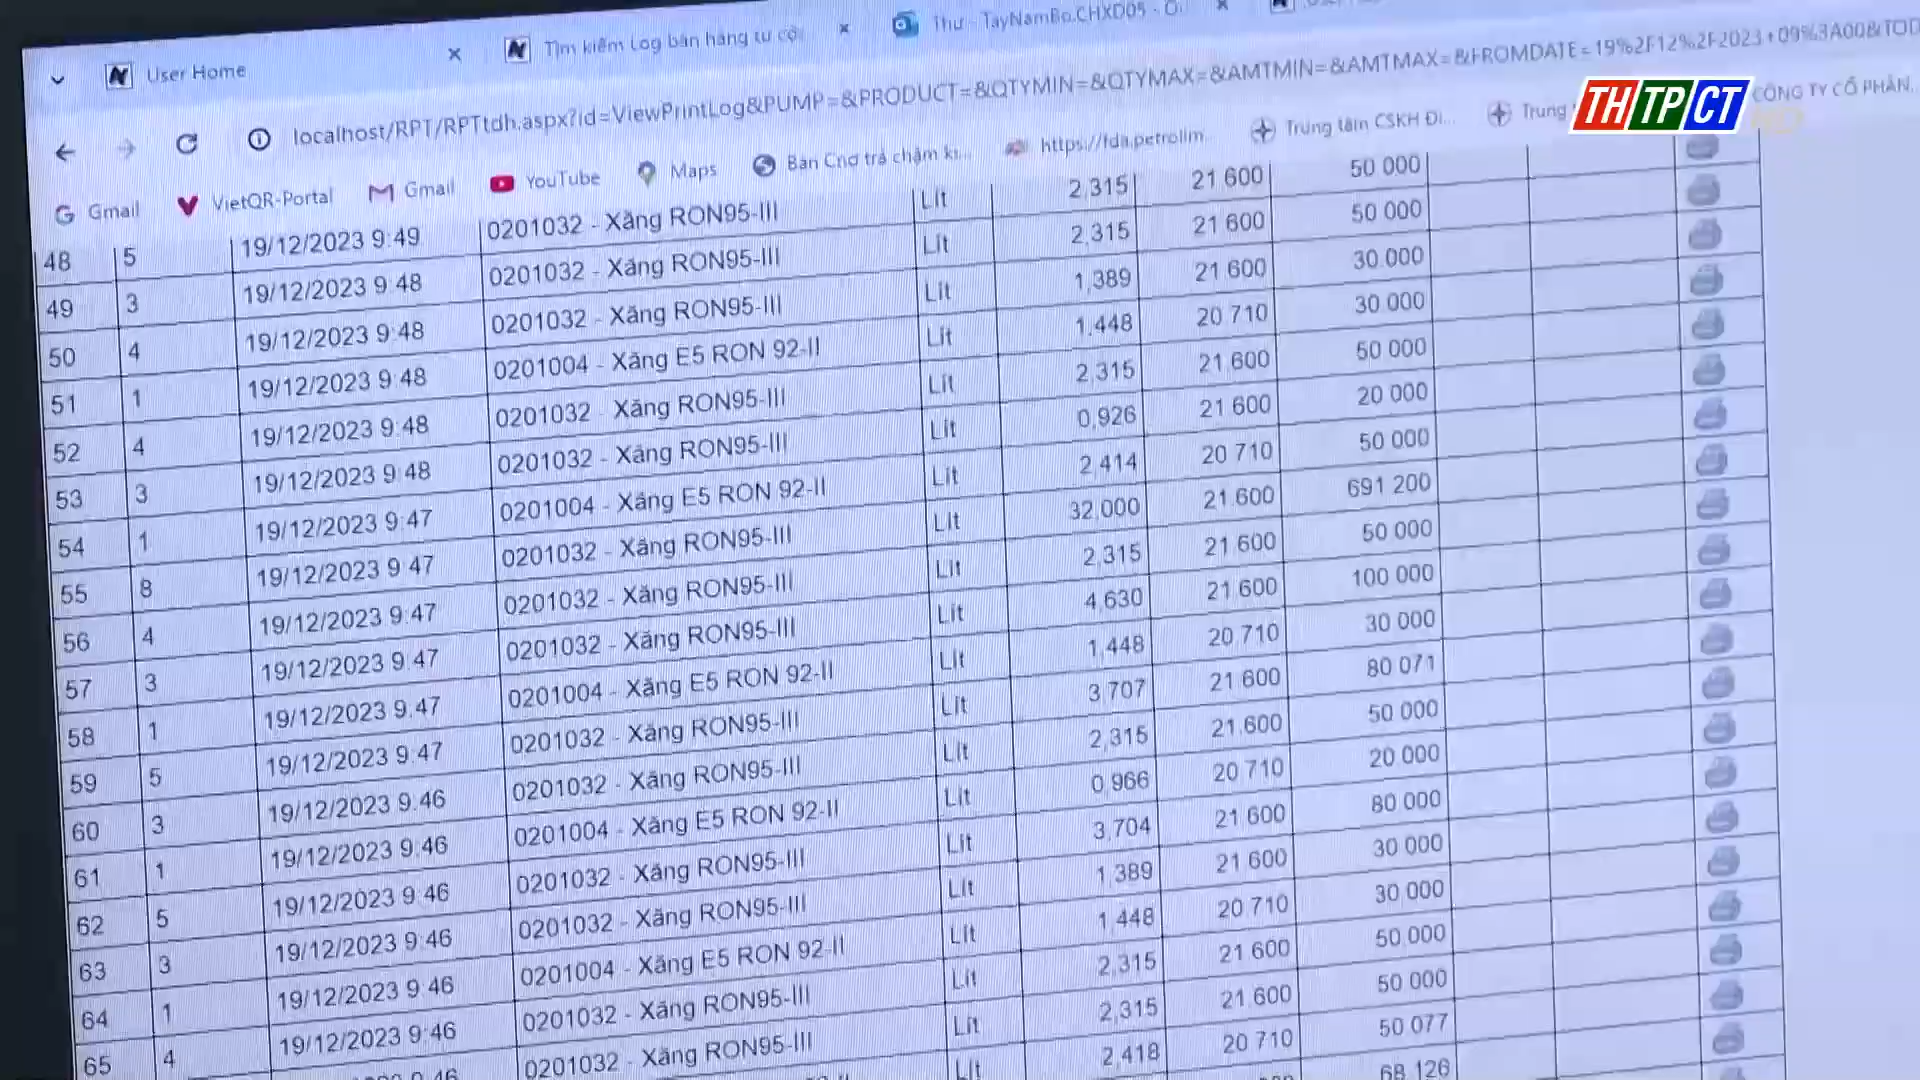 User Home
Tìm kiếm Log bán hàng từ cột
Thư - TayNamBo.CHXD05 - O...
localhost/RPT/RPTtdh.aspx?id=ViewPrintLog&PUMP=&PRODUCT=&QTYMIN=&QTYMAX=&AMTMIN=&AMTMAX=&FROMDATE=19%2F12%2F2023+09%3A00&TOD
THTPCT
Gmail VietQR-Portal Gmail YouTube Maps Bán Chợ trả chậm ki... https://fda.petrolim... Trung tâm CSKH Đi... Trung CÔNG TY CỔ PHẦN...
48 5 19/12/2023 9:49 0201032 - Xăng RON95-III Lít 2,315 21 600 50 000
49 3 19/12/2023 9:48 0201032 - Xăng RON95-III Lít 2,315 21 600 50 000
50 4 19/12/2023 9:48 0201032 - Xăng RON95-III Lít 1,389 21 600 30 000
51 1 19/12/2023 9:48 0201004 - Xăng E5 RON 92-II Lít 1,448 20 710 30 000
52 4 19/12/2023 9:48 0201032 - Xăng RON95-III Lít 2,315 21 600 50 000
53 3 19/12/2023 9:48 0201032 - Xăng RON95-III Lít 0,926 21 600 20 000
54 1 19/12/2023 9:47 0201004 - Xăng E5 RON 92-II Lít 2,414 20 710 50 000
55 8 19/12/2023 9:47 0201032 - Xăng RON95-III Lít 32,000 21 600 691 200
56 4 19/12/2023 9:47 0201032 - Xăng RON95-III Lít 2,315 21 600 50 000
57 3 19/12/2023 9:47 0201032 - Xăng RON95-III Lít 4,630 21 600 100 000
58 1 19/12/2023 9:47 0201004 - Xăng E5 RON 92-II Lít 1,448 20 710 30 000
59 5 19/12/2023 9:47 0201032 - Xăng RON95-III Lít 3,707 21 600 80 071
60 3 19/12/2023 9:46 0201032 - Xăng RON95-III Lít 2,315 21 600 50 000
61 1 19/12/2023 9:46 0201004 - Xăng E5 RON 92-II Lít 0,966 20 710 20 000
62 5 19/12/2023 9:46 0201032 - Xăng RON95-III Lít 3,704 21 600 80 000
63 3 19/12/2023 9:46 0201032 - Xăng RON95-III Lít 1,389 21 600 30 000
64 1 19/12/2023 9:46 0201004 - Xăng E5 RON 92-II Lít 1,448 20 710 30 000
65 4 19/12/2023 9:46 0201032 - Xăng RON95-III Lít 2,315 21 600 50 000
0201032 - Xăng RON95-III Lít 2,315 21 600 50 000
Lít 2,418 20 710 50 077
68 126